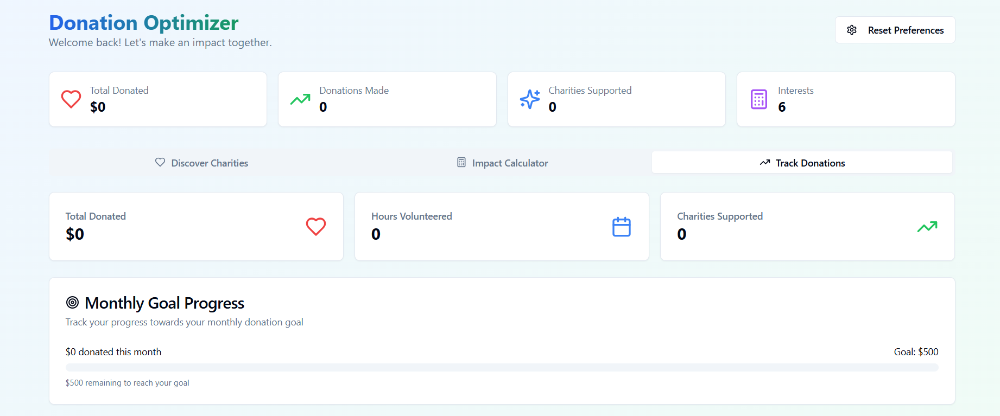 Donation Optimizer
Welcome back! Let's make an impact together.
Reset Preferences
Total Donated
$0
Donations Made
0
Charities Supported
0
Interests
6
Discover Charities
Impact Calculator
Track Donations
Total Donated
$0
Hours Volunteered
0
Charities Supported
0
Monthly Goal Progress
Track your progress towards your monthly donation goal
$0 donated this month
Goal: $500
$500 remaining to reach your goal